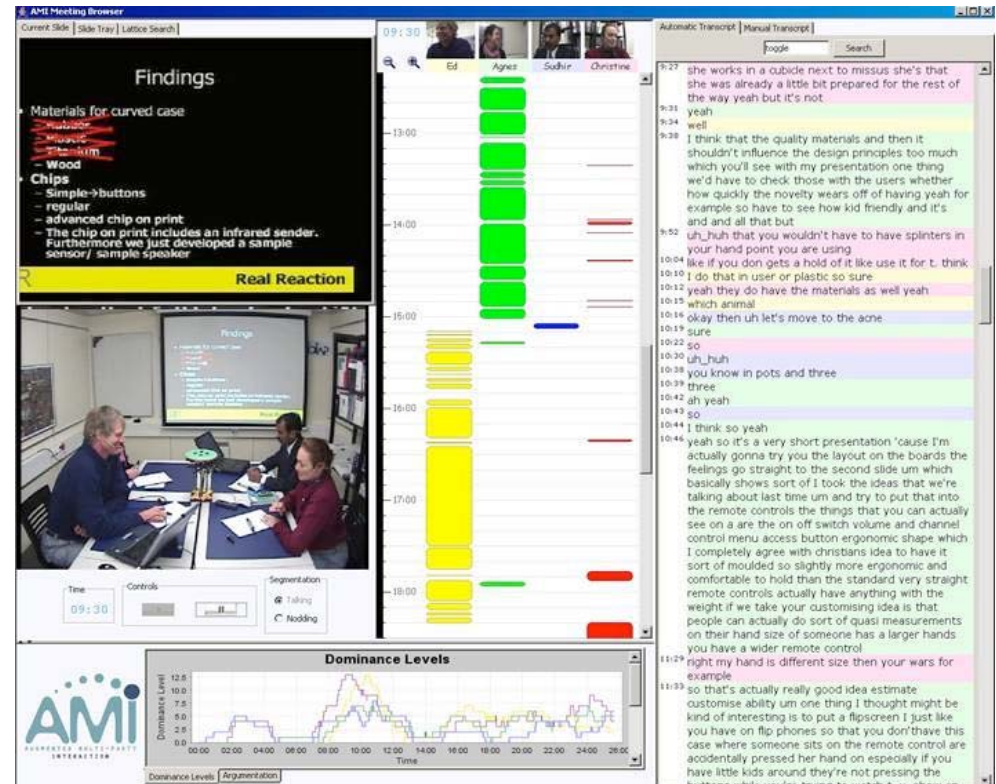 AMI Meeting Browser
Current Slide
Slide Tray
Lattice Search
Findings
Materials for curved case
– Rubber
– Plastic
– Titanium
– Wood
Chips
– Simple→buttons
– regular
– advanced chip on print
– The chip on print includes an infrared sender.
Furthermore we just developed a sample
sensor/ sample speaker
R
Real Reaction
09:30
Ed
Agnes
Sudhir
Christine
13:00
14:00
15:00
16:00
17:00
18:00
Findings
Real Reaction
Time
09:30
Controls
Segmentation
Talking
Nodding
AMI
AUGMENTED MULTI-PARTY
INTERACTION
Dominance Levels
Dominance Level
12.5
10.0
7.5
5.0
2.5
0.0
00:00 02:00 04:00 06:00 08:00 10:00 12:00 14:00 16:00 18:00 20:00 22:00 24:00 26:00
Time
Dominance Levels
Argumentation
Automatic Transcript
Manual Transcript
toggle
Search
9:27 she works in a cubicle next to missus she's that
she was already a little bit prepared for the rest of
the way yeah but it's not
9:31 yeah
9:34 well
9:38 I think that the quality materials and then it
shouldn't influence the design principles too much
which you'll see with my presentation one thing
we'd have to check those with the users whether
how quickly the novelty wears off of having yeah for
example so have to see how kid friendly and it's
and and all that but
9:52 uh_huh that you wouldn't have to have splinters in
your hand point you are using
10:04 like if you don gets a hold of it like use it for t. think
10:10 I do that in user or plastic so sure
10:12 yeah they do have the materials as well yeah
10:15 which animal
10:16 okay then uh let's move to the acne
10:19 sure
10:22 so
10:30 uh_huh
10:38 you know in pots and three
10:39 three
10:42 ah yeah
10:43 so
10:44 I think so yeah
10:46 yeah so it's a very short presentation 'cause I'm
actually gonna try you the layout on the boards the
feelings go straight to the second slide um which
basically shows sort of I took the ideas that we're
talking about last time um and try to put that into
the remote controls the things that you can actually
see on a are the on off switch volume and channel
control menu access button ergonomic shape which
I completely agree with christians idea to have it
sort of moulded so slightly more ergonomic and
comfortable to hold than the standard very straight
remote controls actually have anything with the
weight if we take your customising idea is that
people can actually do sort of quasi measurements
on their hand size of someone has a larger hands
you have a wider remote control
11:29 right my hand is different size then your wars for
example
11:33 so that's actually really good idea estimate
customise ability um one thing I thought might be
kind of interesting is to put a flipscreen I just like
you have on flip phones so that you don'thave this
case where someone sits on the remote control are
accidentally pressed her hand on especially if you
have little kids around they're not pressing the